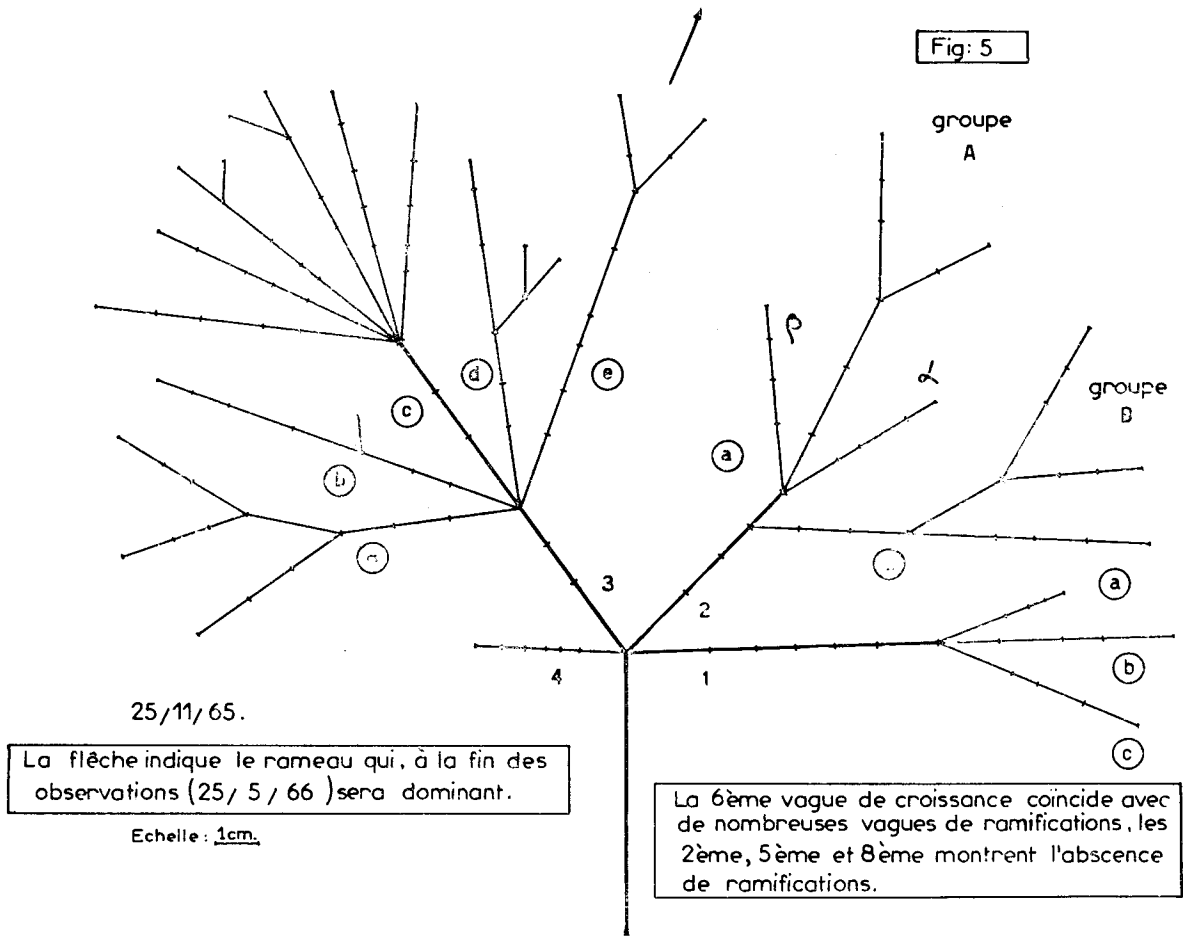 Fig: 5
groupe
A
ρ
groupe
B
d
e
c
a
b
a
3
2
a
4
1
b
c
25/11/65.
La flêche indique le rameau qui, à la fin des
observations (25/ 5 / 66 ) sera dominant.
Echelle : 1cm.
La 6ème vague de croissance coïncide avec
de nombreuses vagues de ramifications, les
2ème, 5ème et 8ème montrent l'abscence
de ramifications.